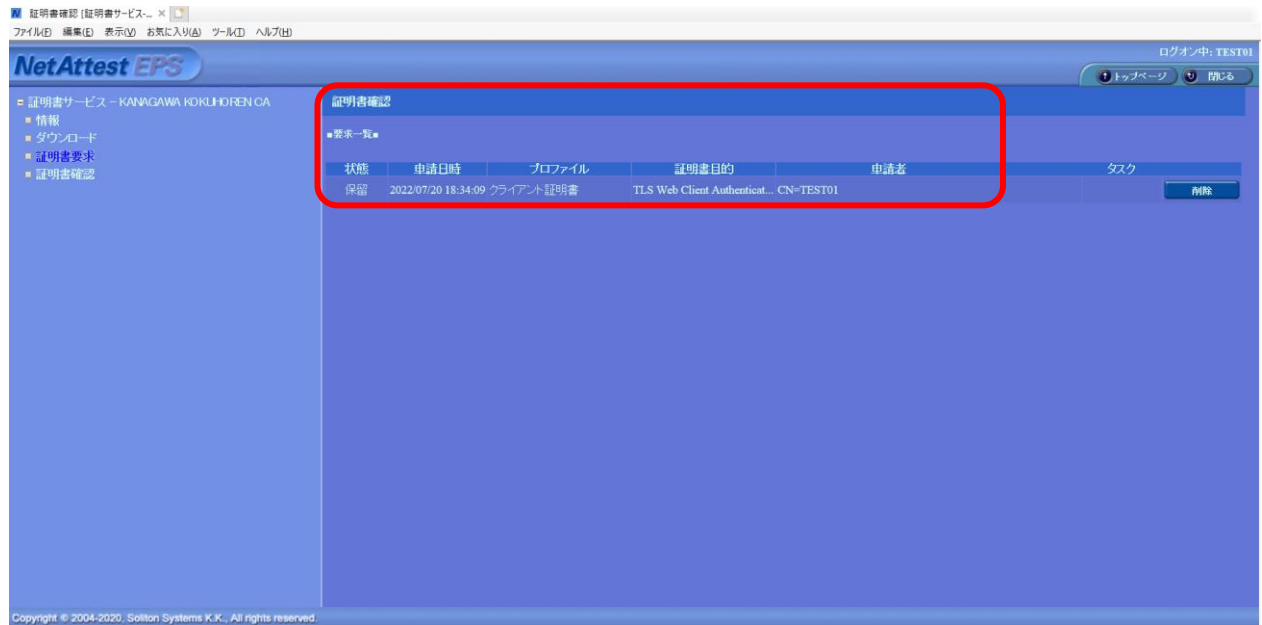 証明書確認 [証明書サービス-...
ファイル(F) 編集(E) 表示(V) お気に入り(A) ツール(T) ヘルプ(H)
NetAttest EPS
ログオン中: TEST01
トップページ 閉じる
証明書サービス - KANAGAWA KOKUHOREN CA
情報
ダウンロード
証明書要求
証明書確認
証明書確認
■要求一覧■
状態 申請日時 プロファイル 証明書目的 申請者 タスク
保留 2022/07/20 18:34:09 クライアント証明書 TLS Web Client Authenticat... CN=TEST01 削除
Copyright © 2004-2020, Soliton Systems K.K., All rights reserved.